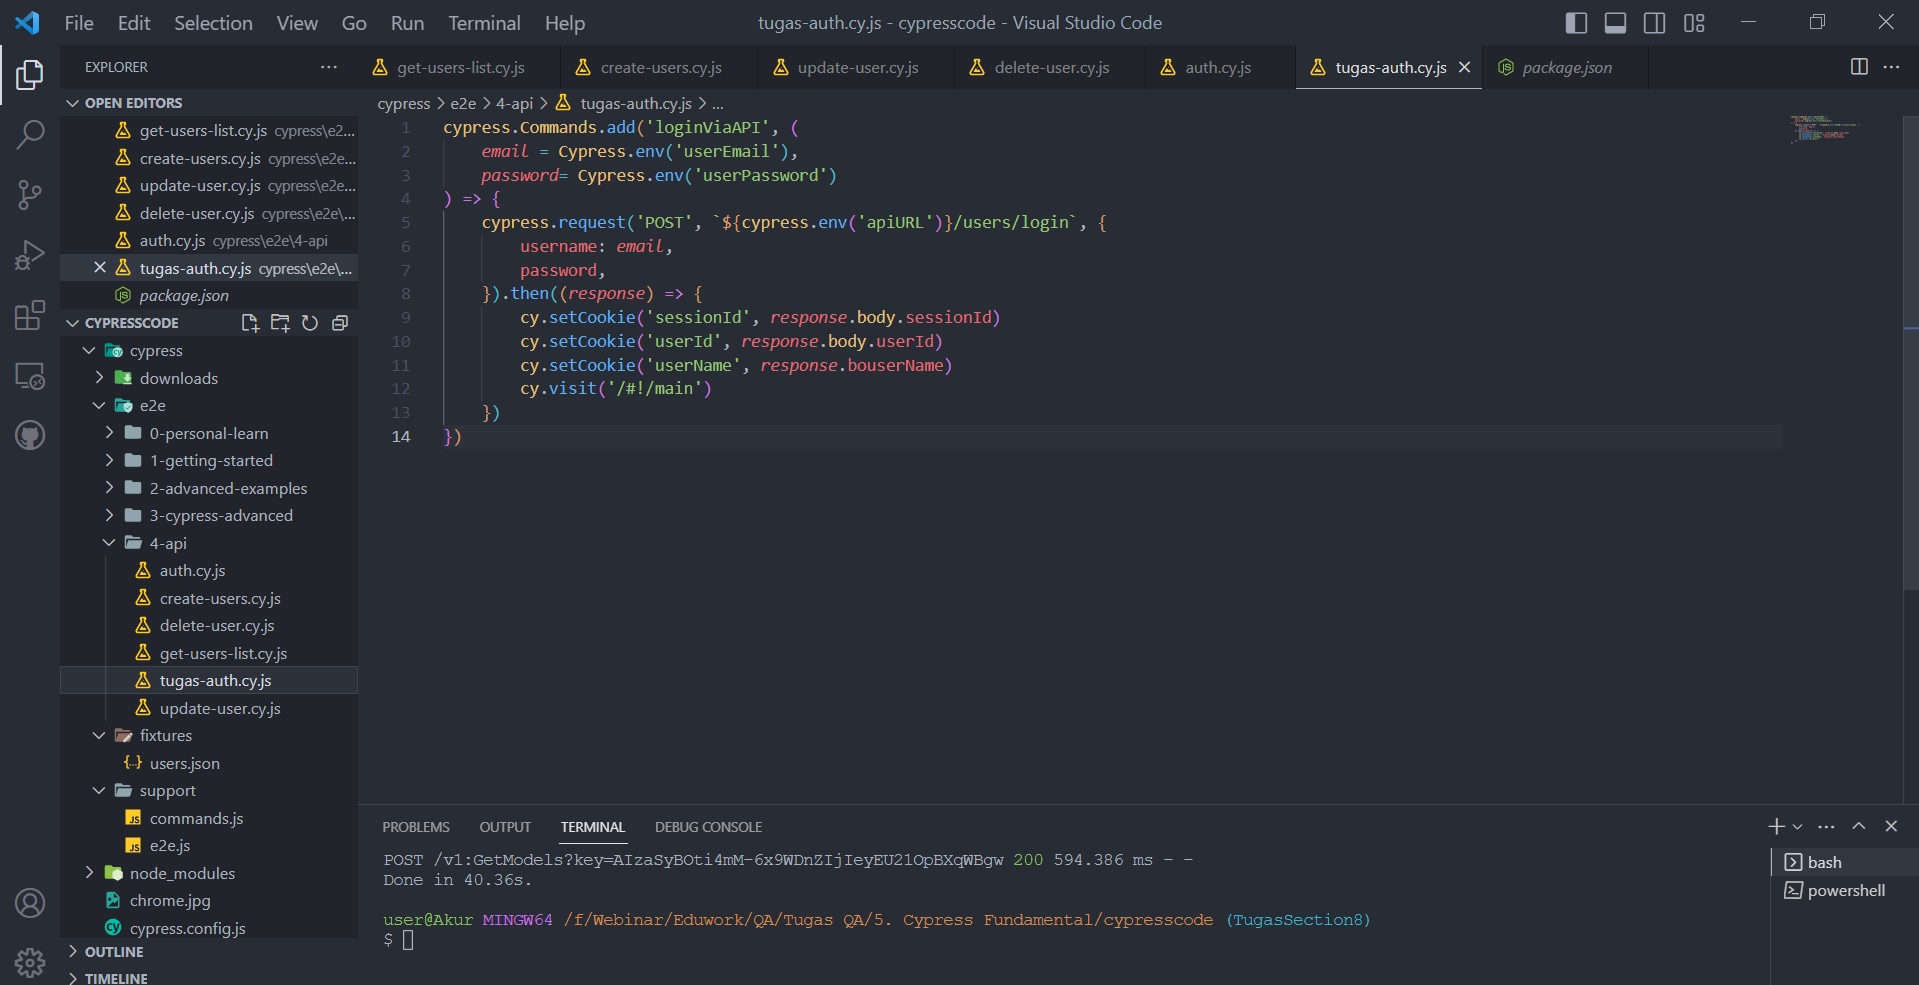 File Edit Selection View Go Run Terminal Help
tugas-auth.cy.js - cypresscode - Visual Studio Code
EXPLORER
OPEN EDITORS
get-users-list.cy.js cypress\e2...
create-users.cy.js cypress\e2e...
update-user.cy.js cypress\e2e...
delete-user.cy.js cypress\e2e\...
auth.cy.js cypress\e2e\4-api
tugas-auth.cy.js cypress\e2e\...
package.json
CYPRESSCODE
cypress
downloads
e2e
0-personal-learn
1-getting-started
2-advanced-examples
3-cypress-advanced
4-api
auth.cy.js
create-users.cy.js
delete-user.cy.js
get-users-list.cy.js
tugas-auth.cy.js
update-user.cy.js
fixtures
users.json
support
commands.js
e2e.js
node_modules
chrome.jpg
cypress.config.js
OUTLINE
TIMELINE
get-users-list.cy.js create-users.cy.js update-user.cy.js delete-user.cy.js auth.cy.js tugas-auth.cy.js package.json
cypress > e2e > 4-api > tugas-auth.cy.js > ...
1 cypress.Commands.add('loginViaAPI', (
2 email = Cypress.env('userEmail'),
3 password= Cypress.env('userPassword')
4 ) => {
5 cypress.request('POST', `${cypress.env('apiURL')}/users/login`, {
6 username: email,
7 password,
8 }).then((response) => {
9 cy.setCookie('sessionId', response.body.sessionId)
10 cy.setCookie('userId', response.body.userId)
11 cy.setCookie('userName', response.bouserName)
12 cy.visit('/#!/main')
13 })
14 })
PROBLEMS OUTPUT TERMINAL DEBUG CONSOLE
POST /v1:GetModels?key=AIzaSyBOti4mM-6x9WDnZIjIeyEU21OpBXqWBgw 200 594.386 ms - -
Done in 40.36s.
user@Akur MINGW64 /f/Webinar/Eduwork/QA/Tugas QA/5. Cypress Fundamental/cypresscode (TugasSection8)
$
bash
powershell